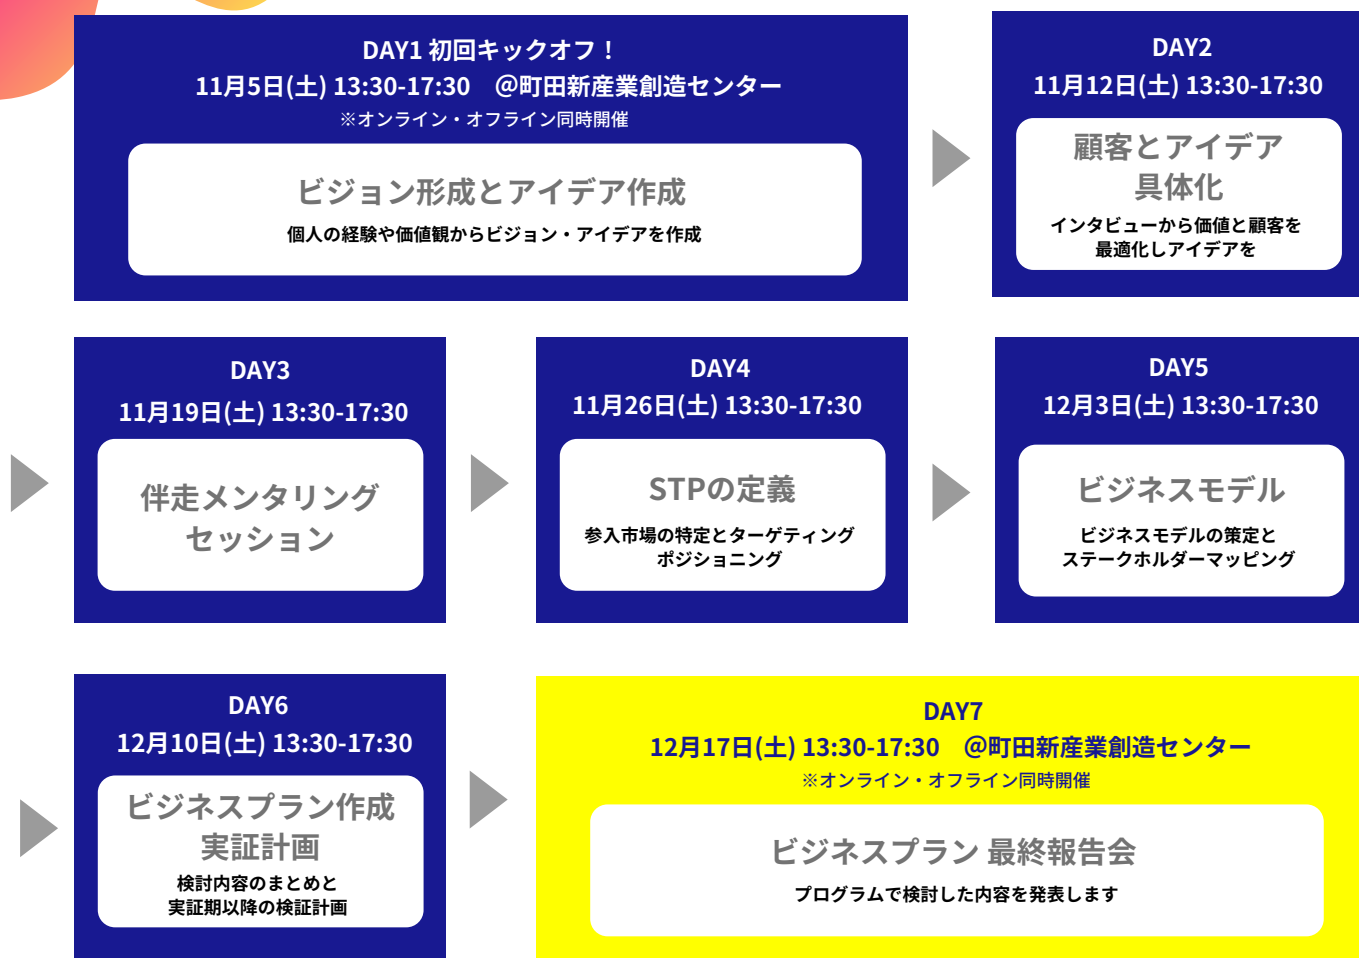 DAY1 初回キックオフ！
11月5日(土) 13:30-17:30　@町田新産業創造センター
※オンライン・オフライン同時開催
ビジョン形成とアイデア作成
個人の経験や価値観からビジョン・アイデアを作成
DAY2
11月12日(土) 13:30-17:30
顧客とアイデア
具体化
インタビューから価値と顧客を
最適化しアイデアを
DAY3
11月19日(土) 13:30-17:30
伴走メンタリング
セッション
DAY4
11月26日(土) 13:30-17:30
STPの定義
参入市場の特定とターゲティング
ポジショニング
DAY5
12月3日(土) 13:30-17:30
ビジネスモデル
ビジネスモデルの策定と
ステークホルダーマッピング
DAY6
12月10日(土) 13:30-17:30
ビジネスプラン作成
実証計画
検討内容のまとめと
実証期以降の検証計画
DAY7
12月17日(土) 13:30-17:30　@町田新産業創造センター
※オンライン・オフライン同時開催
ビジネスプラン 最終報告会
プログラムで検討した内容を発表します